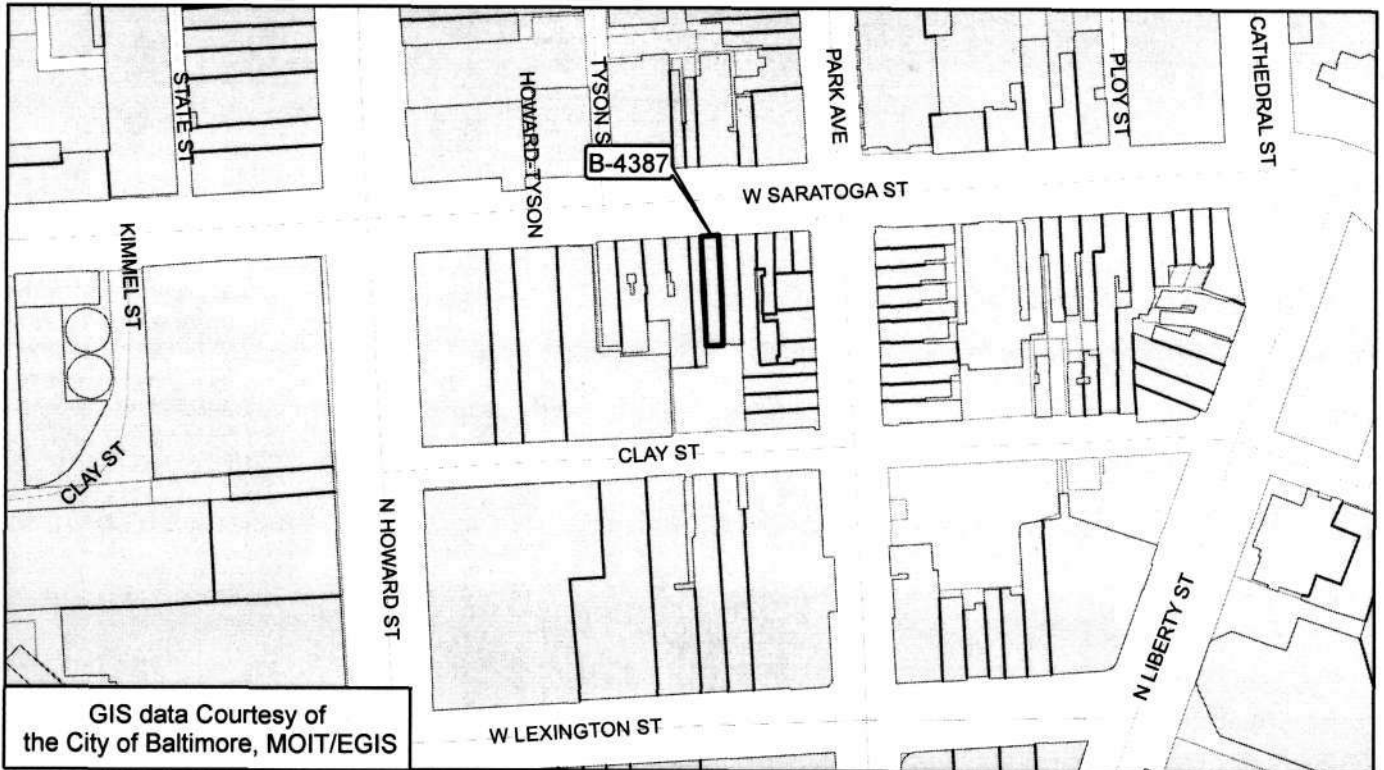 STATE ST
HOWARD-TYSON
TYSON S
PARK AVE
PLOY ST
CATHEDRAL ST
B-4387
W SARATOGA ST
KIMMEL ST
CLAY ST
CLAY ST
N HOWARD ST
N LIBERTY ST
W LEXINGTON ST
GIS data Courtesy of
the City of Baltimore, MOIT/EGIS